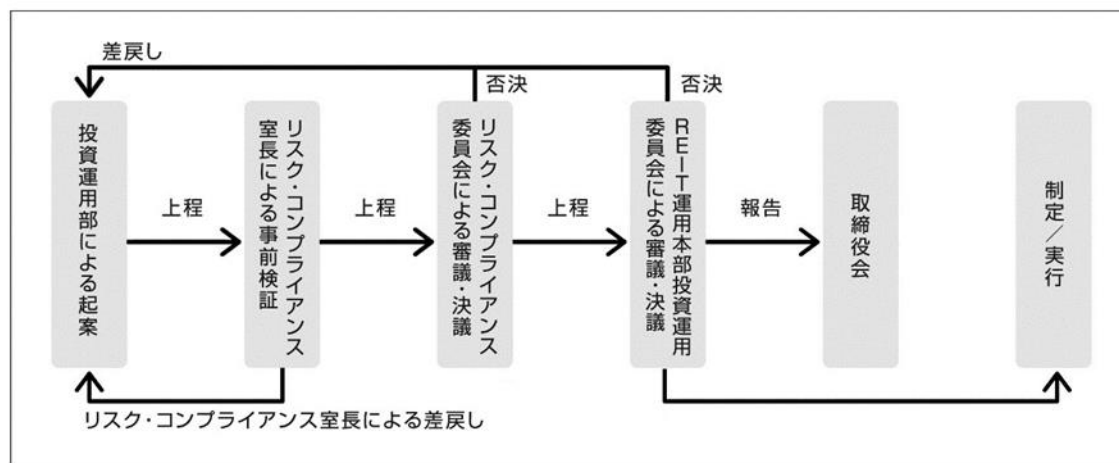 差戻し
否決
否決
投資運用部による起案
上程
リスク・コンプライアンス
室長による事前検証
上程
リスク・コンプライアンス
委員会による審議・決議
上程
REIT運用本部投資運用
委員会による審議・決議
報告
取締役会
制定／実行
リスク・コンプライアンス室長による差戻し